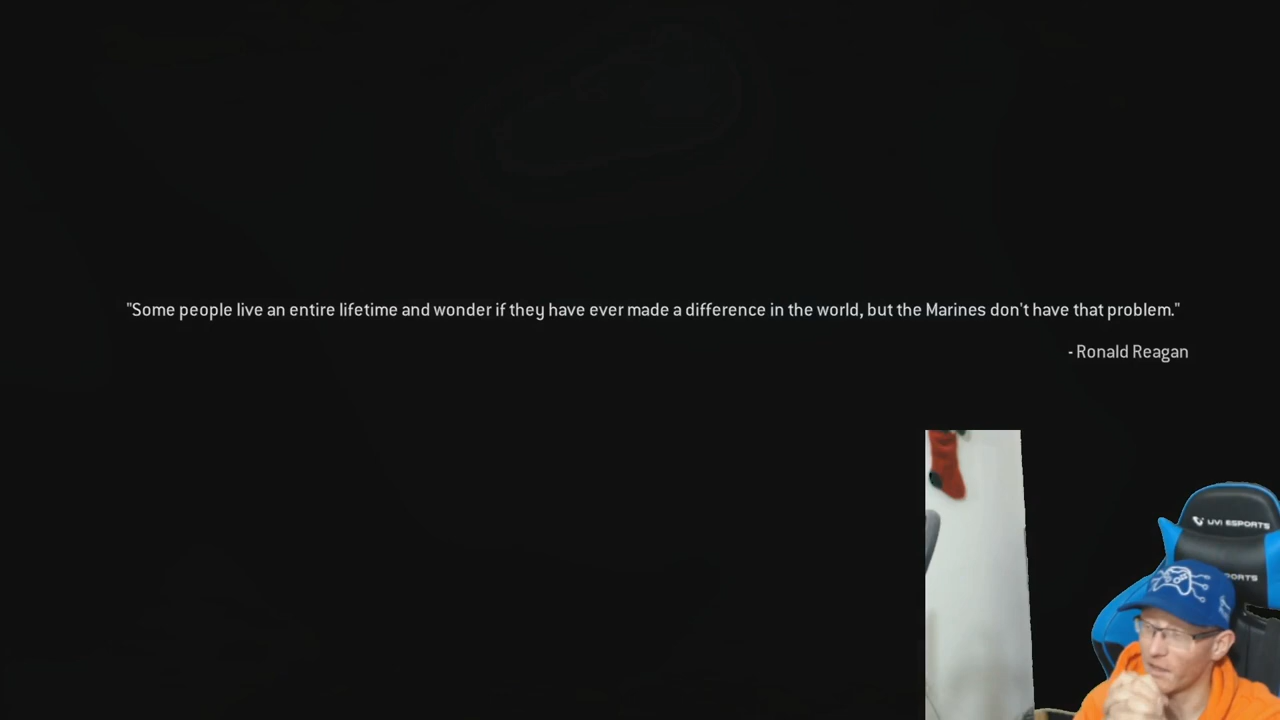 "Some people live an entire lifetime and wonder if they have ever made a difference in the world, but the Marines don't have that problem."
- Ronald Reagan
UVI ESPORTS
PORTS